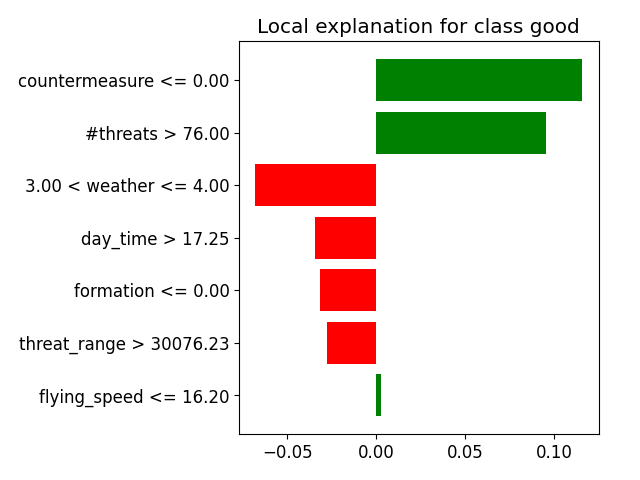 Local explanation for class good
countermeasure <= 0.00
#threats > 76.00
3.00 < weather <= 4.00
day_time > 17.25
formation <= 0.00
threat_range > 30076.23
flying_speed <= 16.20
−0.05 0.00 0.05 0.10